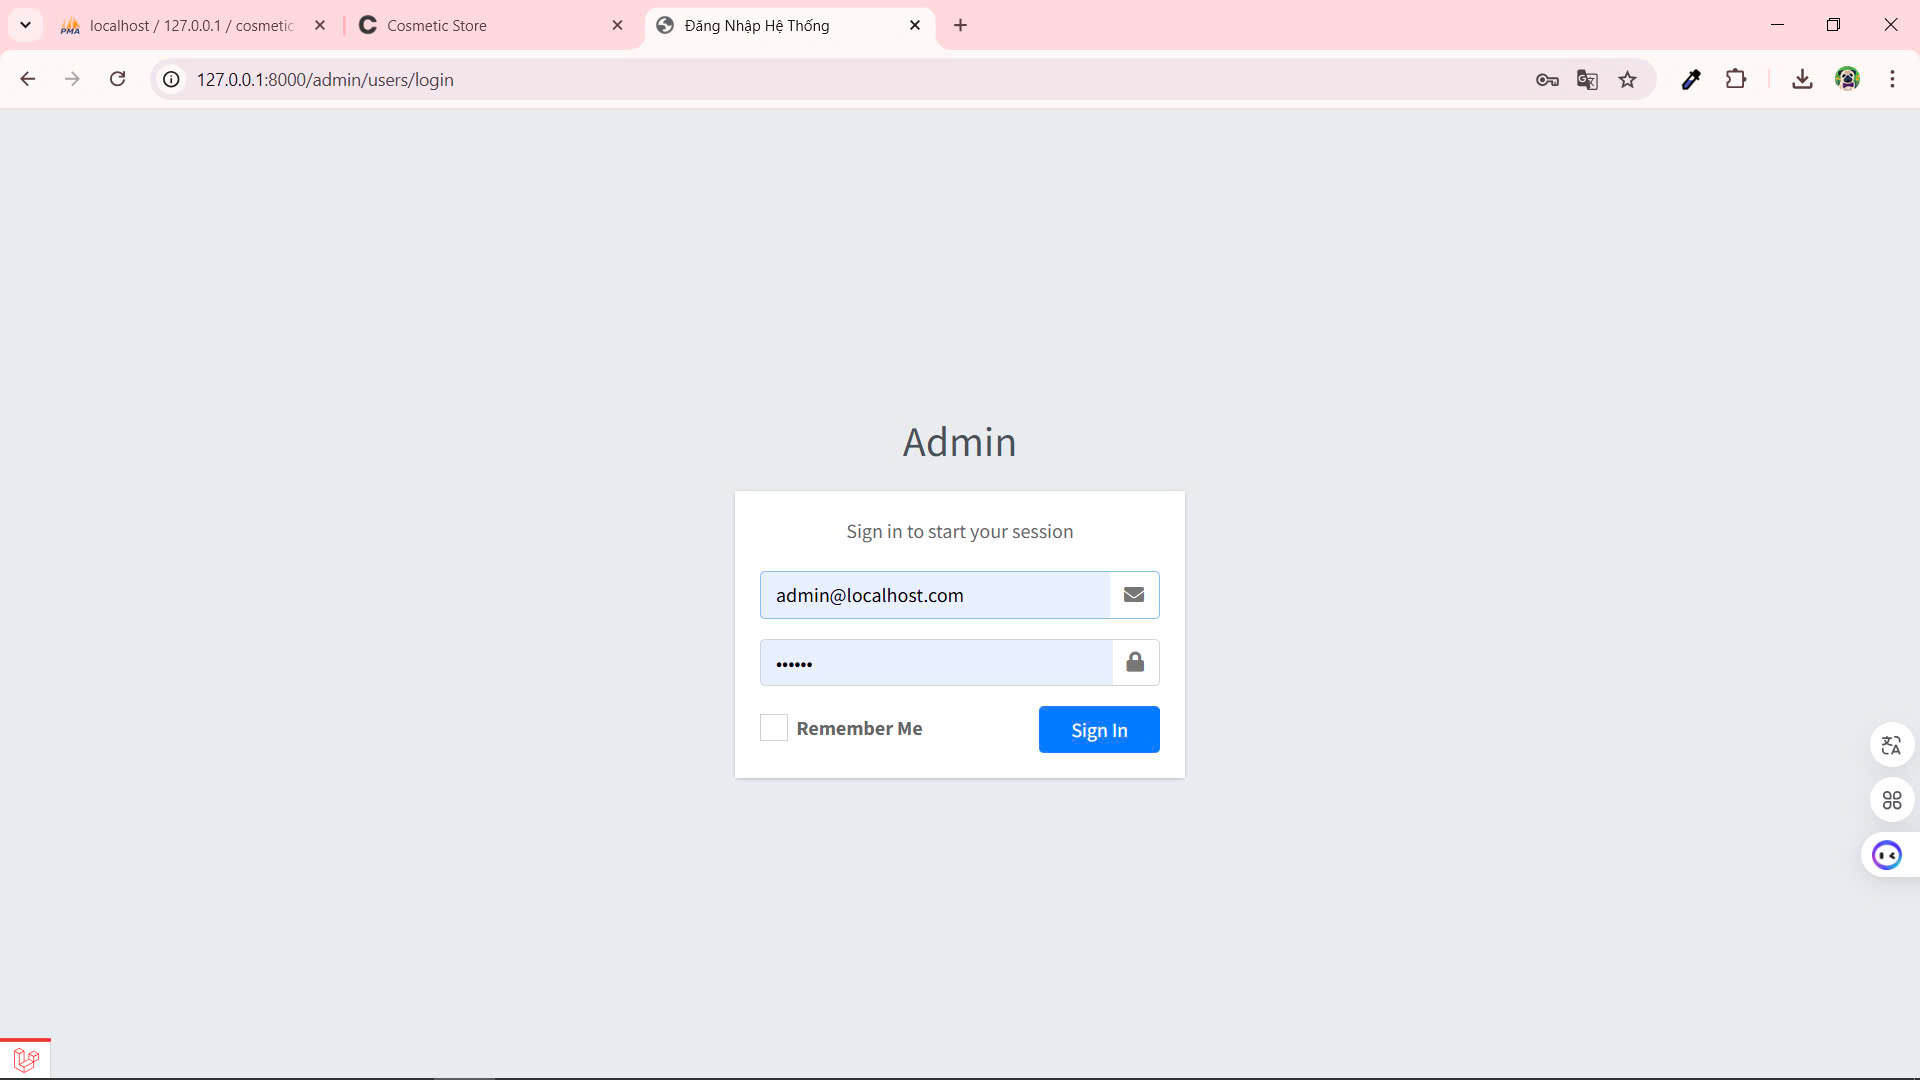 PMA
localhost / 127.0.0.1 / cosmetic
Cosmetic Store
Đăng Nhập Hệ Thống
127.0.0.1:8000/admin/users/login
Admin
Sign in to start your session
admin@localhost.com
••••••
Remember Me
Sign In